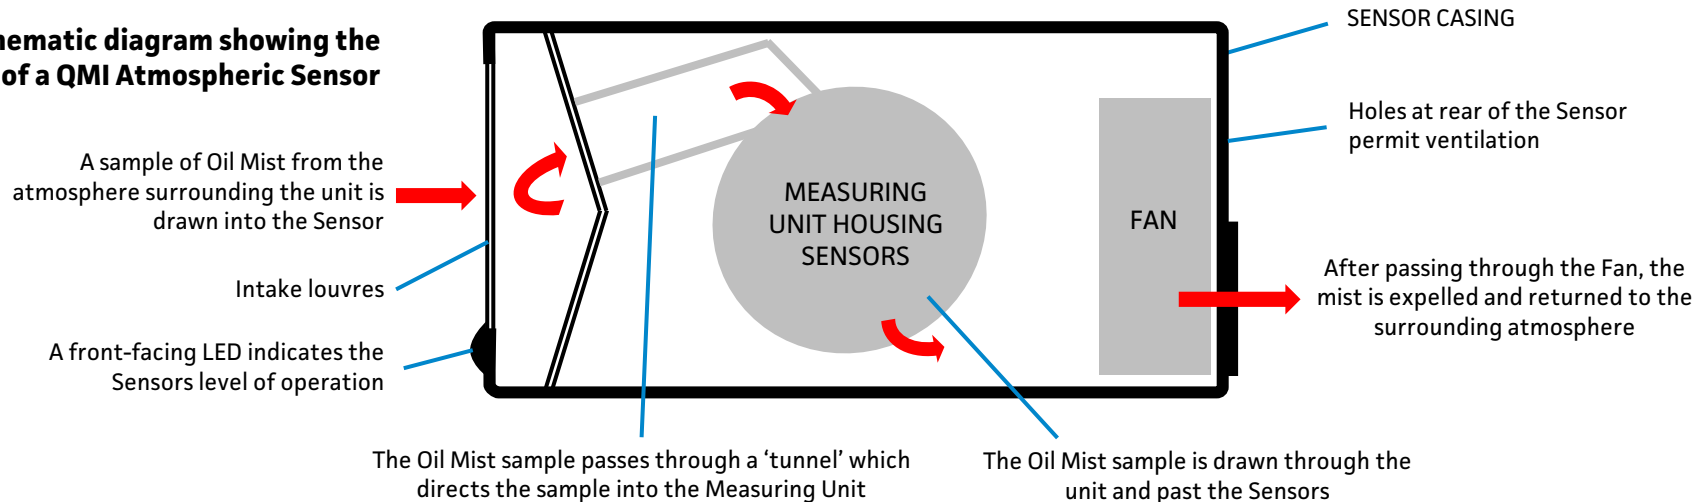 hematic diagram showing the
of a QMI Atmospheric Sensor
SENSOR CASING
Holes at rear of the Sensor
permit ventilation
A sample of Oil Mist from the
atmosphere surrounding the unit is
drawn into the Sensor
MEASURING
UNIT HOUSING
SENSORS
FAN
Intake louvres
After passing through the Fan, the
mist is expelled and returned to the
surrounding atmosphere
A front-facing LED indicates the
Sensors level of operation
The Oil Mist sample passes through a ‘tunnel’ which
directs the sample into the Measuring Unit
The Oil Mist sample is drawn through the
unit and past the Sensors